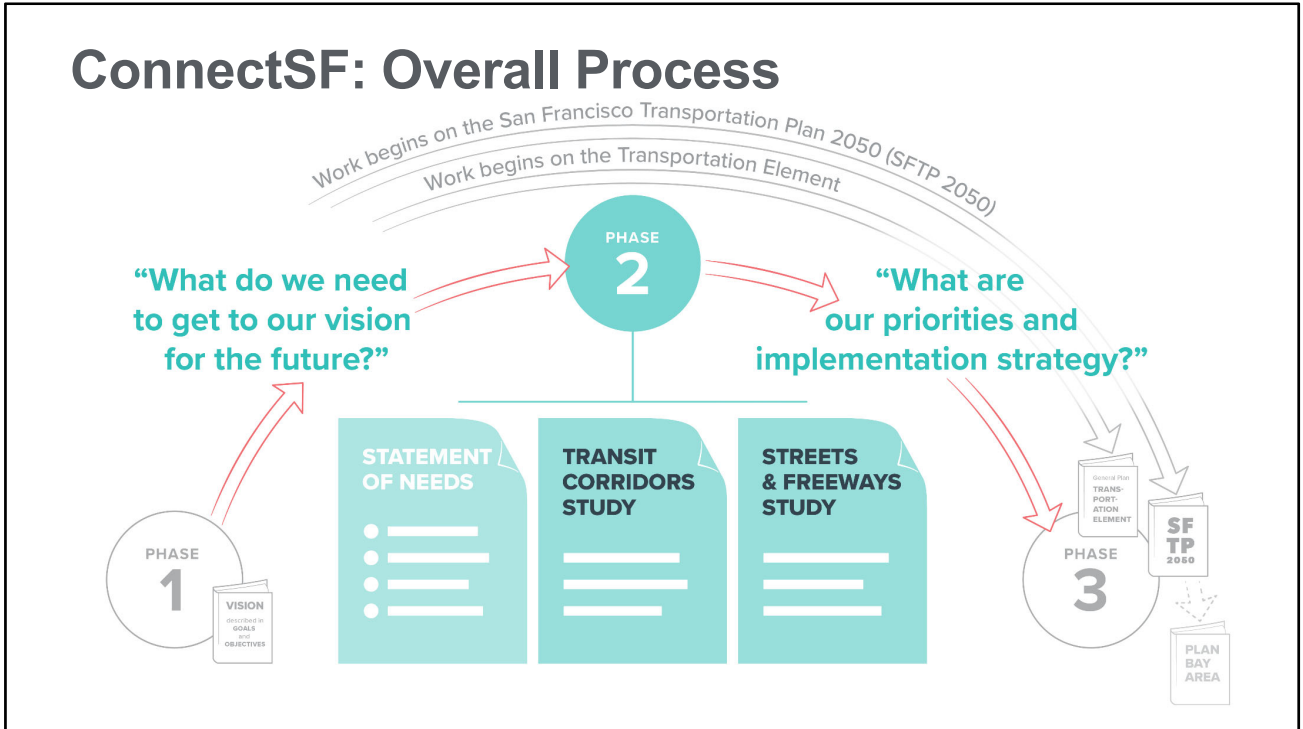 ConnectSF: Overall Process
Work begins on the San Francisco Transportation Plan 2050 (SFTP 2050)
Work begins on the Transportation Element
PHASE
2
“What do we need
to get to our vision
for the future?”
“What are
our priorities and
implementation strategy?”
STATEMENT
OF NEEDS
TRANSIT
CORRIDORS
STUDY
STREETS
& FREEWAYS
STUDY
PHASE
1
VISION
described in
GOALS
and
OBJECTIVES
General Plan
TRANS-
PORT-
ATION
ELEMENT
SF
TP
2050
PHASE
3
PLAN
BAY
AREA